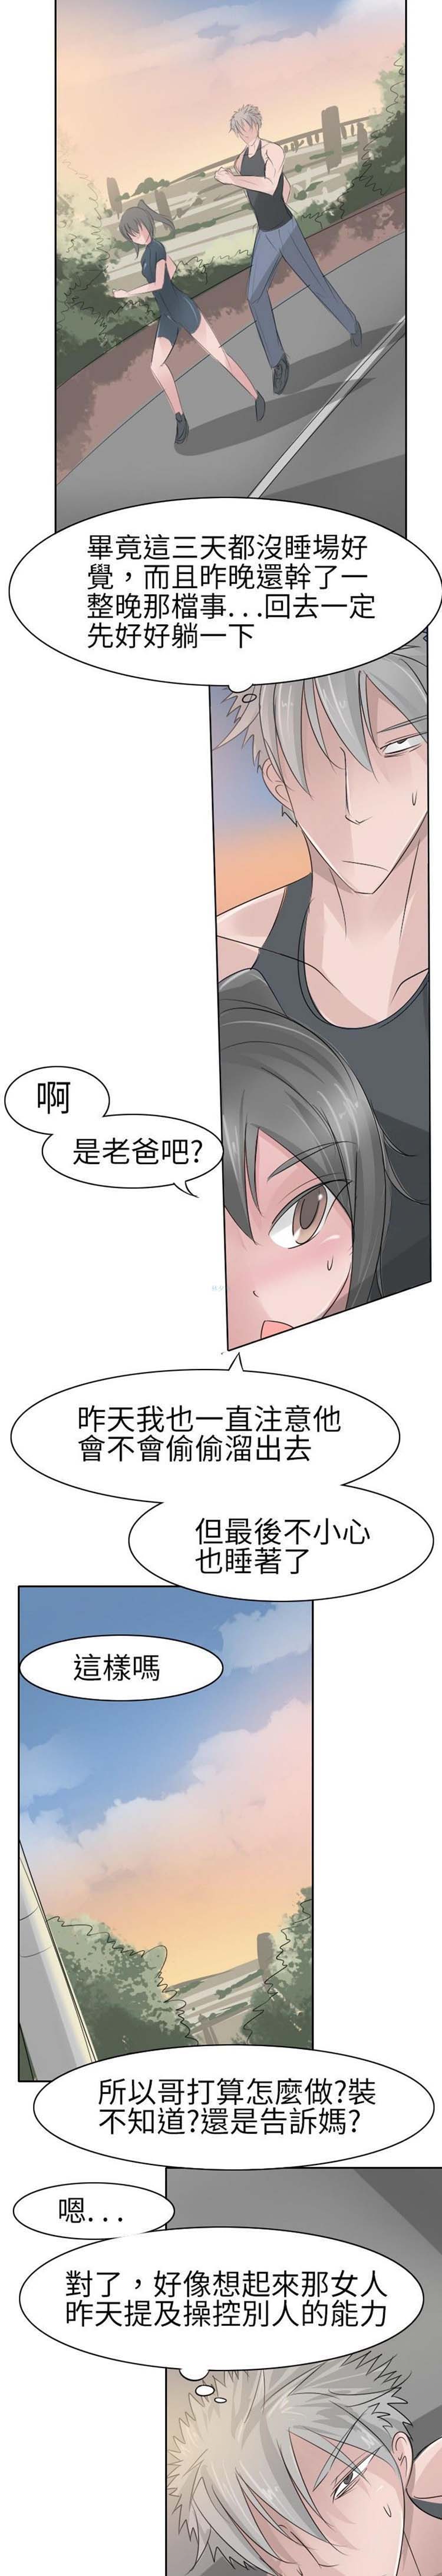 畢竟這三天都沒睡場好
覺，而且昨晚還幹了一
整晚那檔事...回去一定
先好好躺一下
啊
是老爸吧?
昨天我也一直注意他
會不會偷偷溜出去
但最後不小心
也睡著了
這樣嗎
所以哥打算怎麼做?裝
不知道?還是告訴媽?
嗯...
對了，好像想起來那女人
昨天提及操控別人的能力